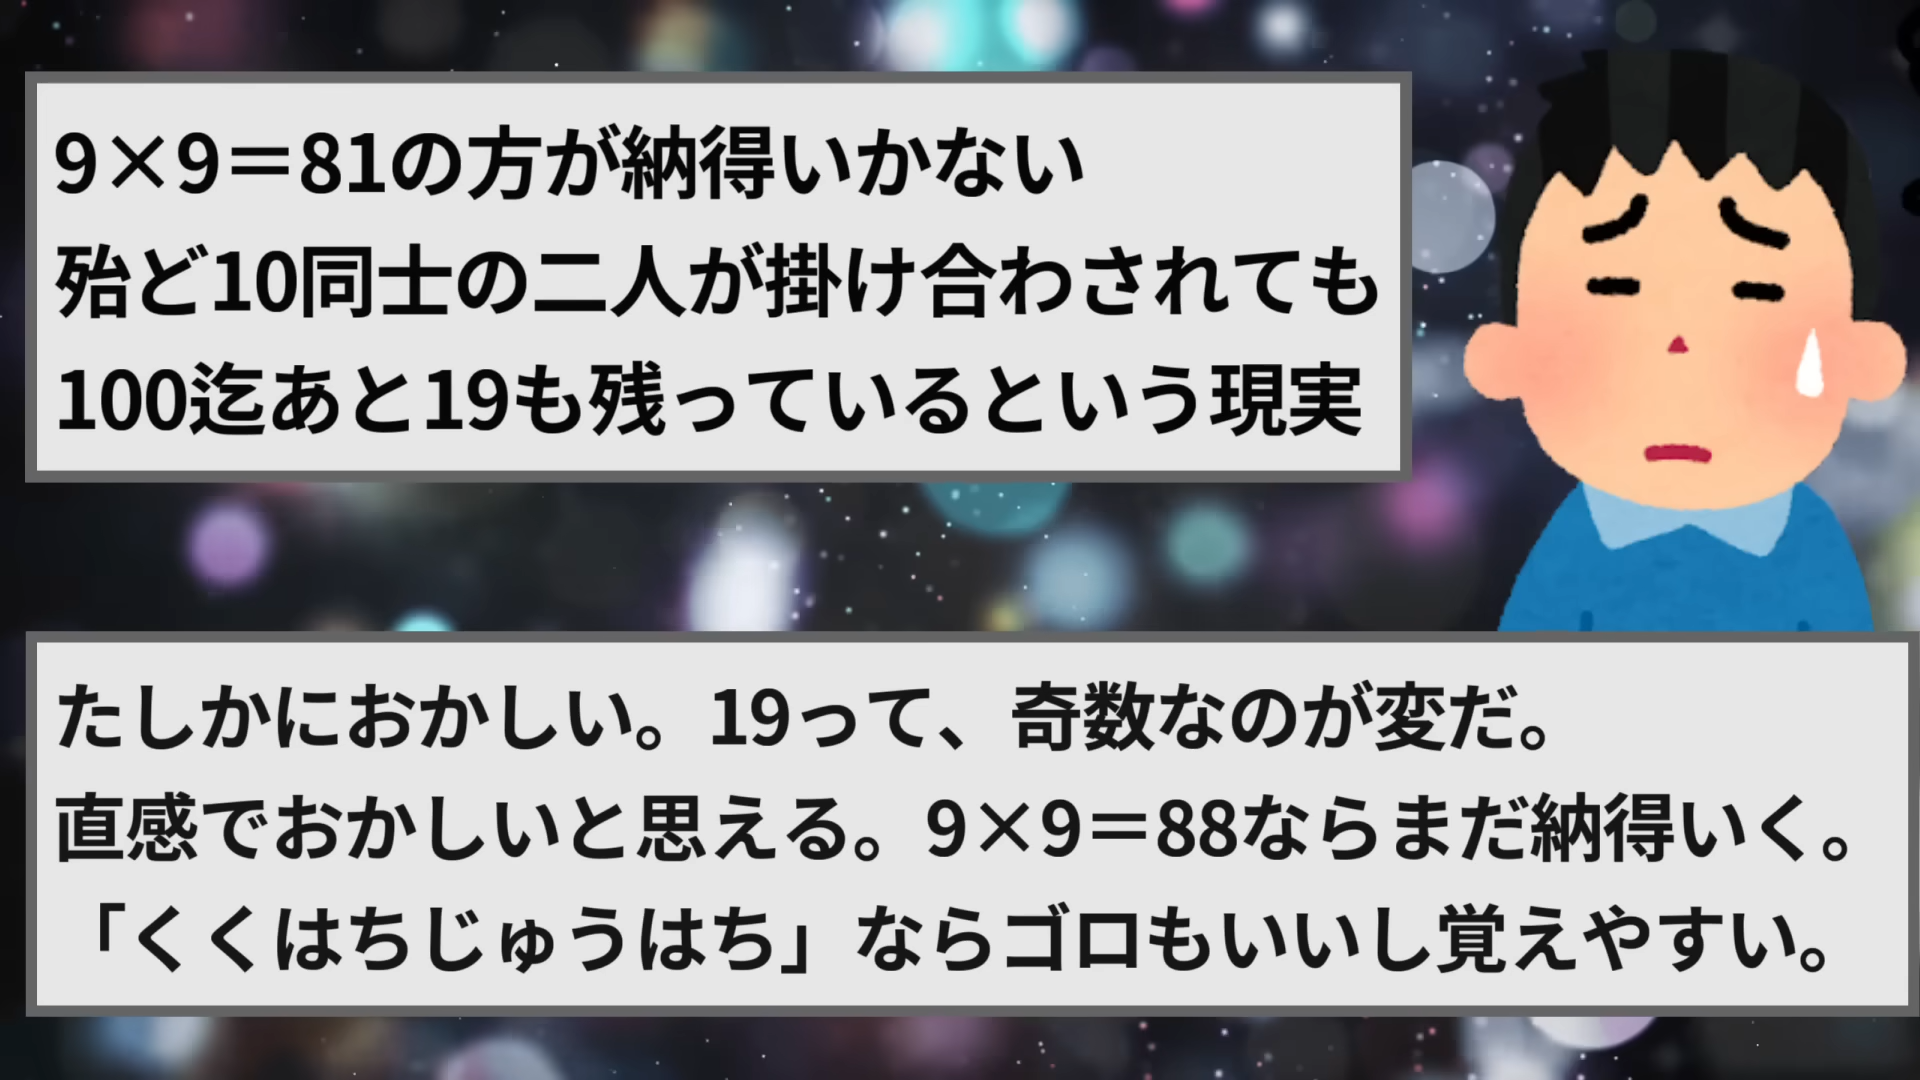 9×9＝81の方が納得いかない
殆ど10同士の二人が掛け合わされても
100迄あと19も残っているという現実
たしかにおかしい。19って、奇数なのが変だ。
直感でおかしいと思える。9×9＝88ならまだ納得いく。
「くくはちじゅうはち」ならゴロもいいし覚えやすい。